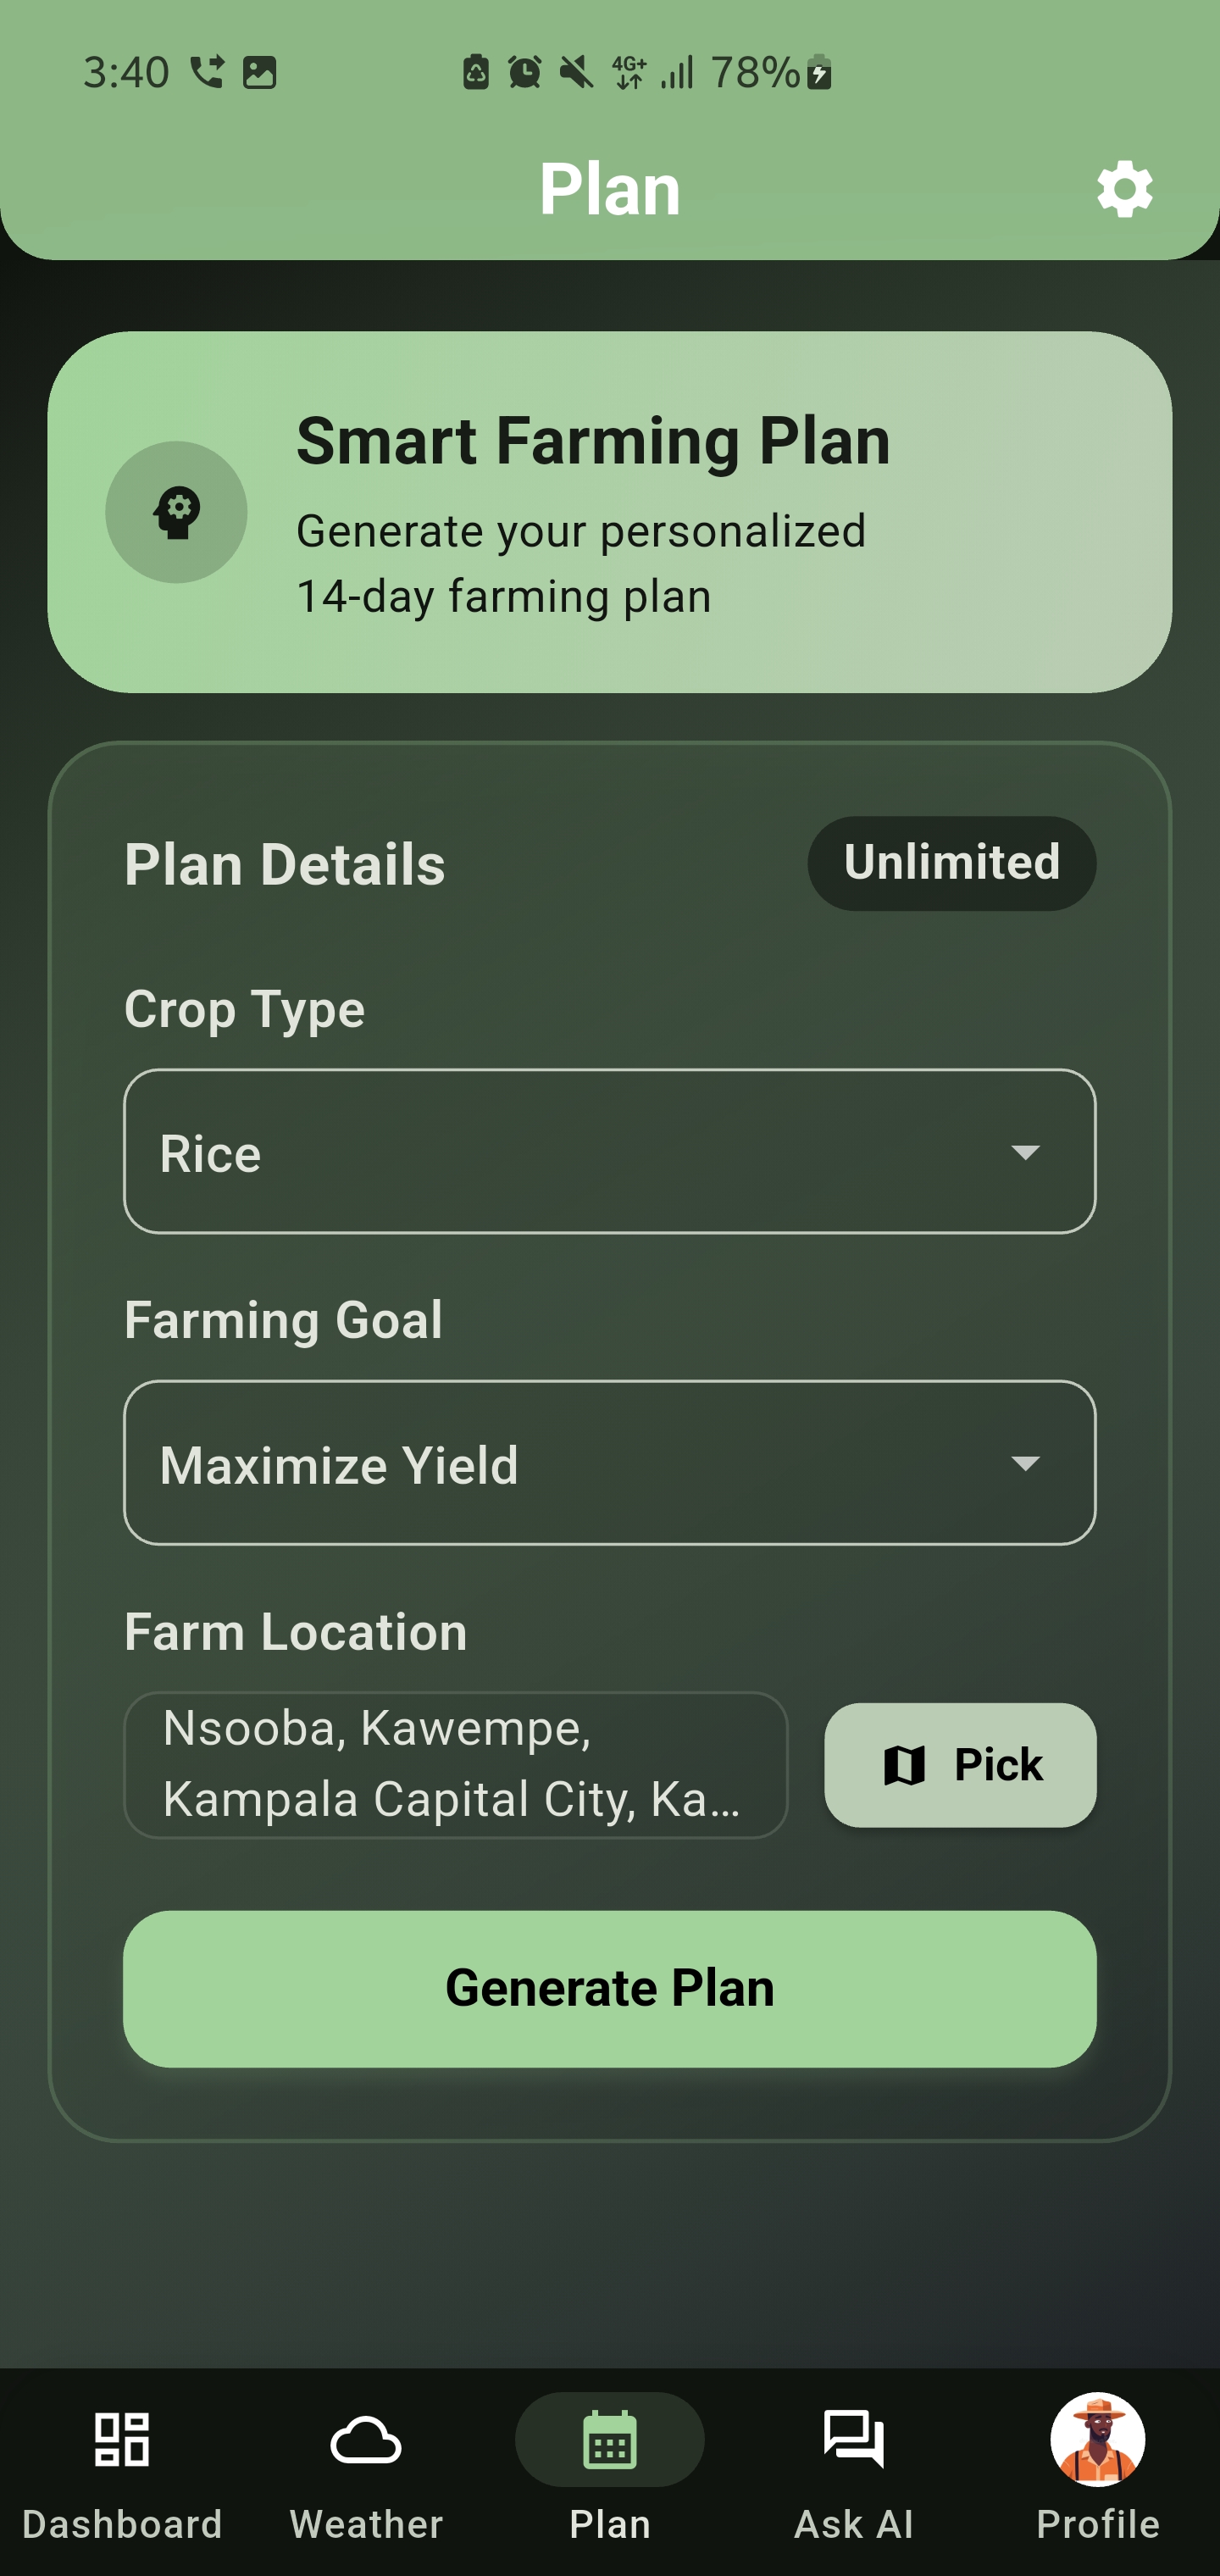 3:40
4G+
78%
Plan
Smart Farming Plan
Generate your personalized
14-day farming plan
Plan Details
Unlimited
Crop Type
Rice
Farming Goal
Maximize Yield
Farm Location
Nsooba, Kawempe,
Kampala Capital City, Ka…
Pick
Generate Plan
Dashboard
Weather
Plan
Ask AI
Profile